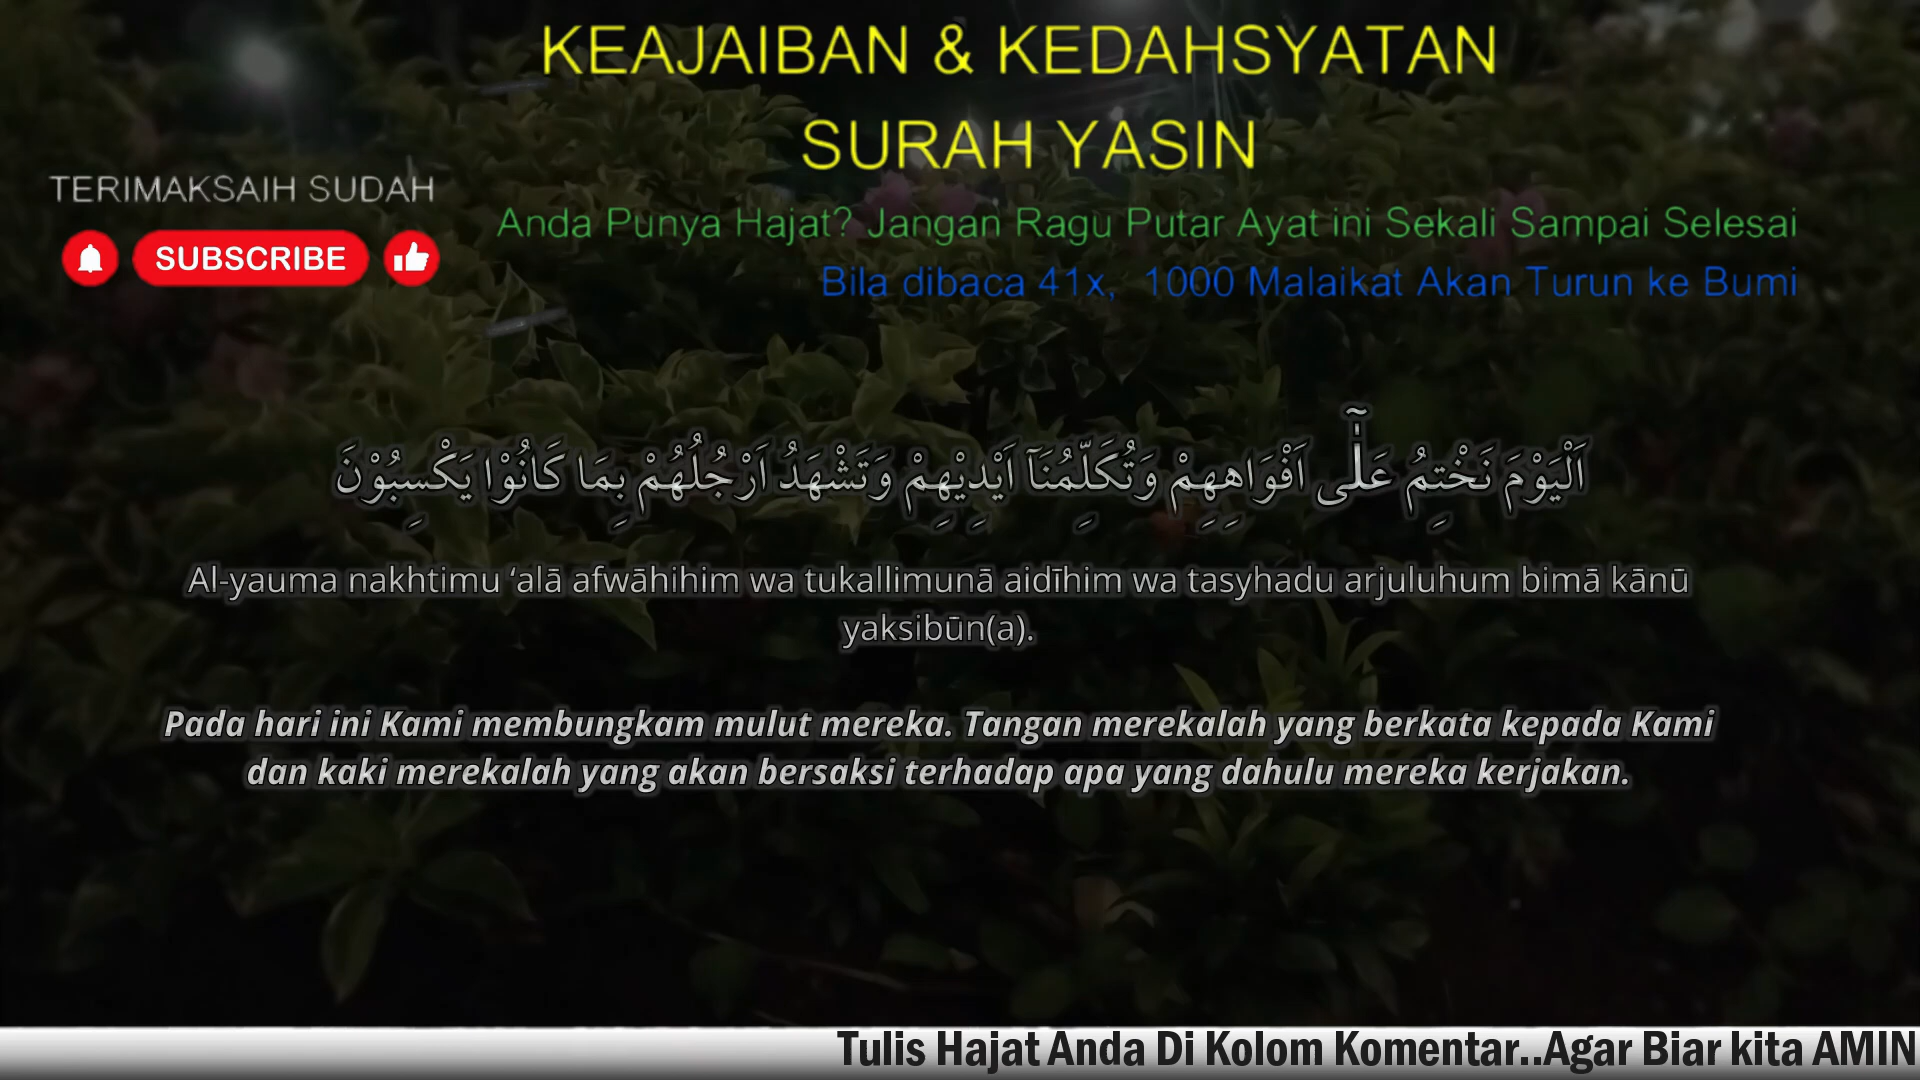 KEAJAIBAN & KEDAHSYATAN
SURAH YASIN
TERIMAKSAIH SUDAH
SUBSCRIBE
Anda Punya Hajat? Jangan Ragu Putar Ayat ini Sekali Sampai Selesai
Bila dibaca 41x, 1000 Malaikat Akan Turun ke Bumi
اَلْيَوْمَ نَخْتِمُ عَلٰٓى اَفْوَاهِهِمْ وَتُكَلِّمُنَآ اَيْدِيْهِمْ وَتَشْهَدُ اَرْجُلُهُمْ بِمَا كَانُوْا يَكْسِبُوْنَ
Al-yauma nakhtimu ‘alā afwāhihim wa tukallimunā aidīhim wa tasyhadu arjuluhum bimā kānū
yaksibūn(a).
Pada hari ini Kami membungkam mulut mereka. Tangan merekalah yang berkata kepada Kami
dan kaki merekalah yang akan bersaksi terhadap apa yang dahulu mereka kerjakan.
Tulis Hajat Anda Di Kolom Komentar..Agar Biar kita AMIN